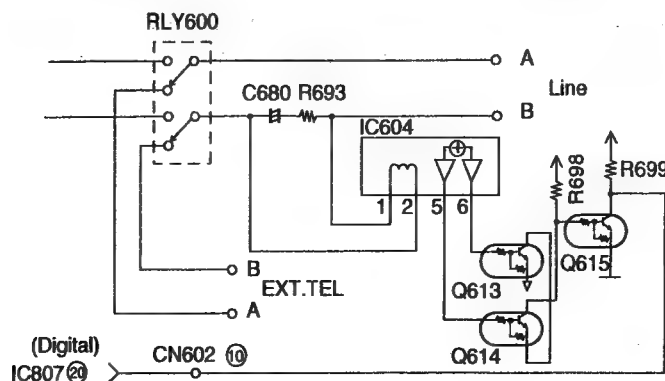 RLY600
A
Line
C680 R693
B
IC604
R698
R699
1 2 5 6
Q615
B
Q613
EXT.TEL
A
Q614
(Digital)
CN602 ⑩
IC807⑳